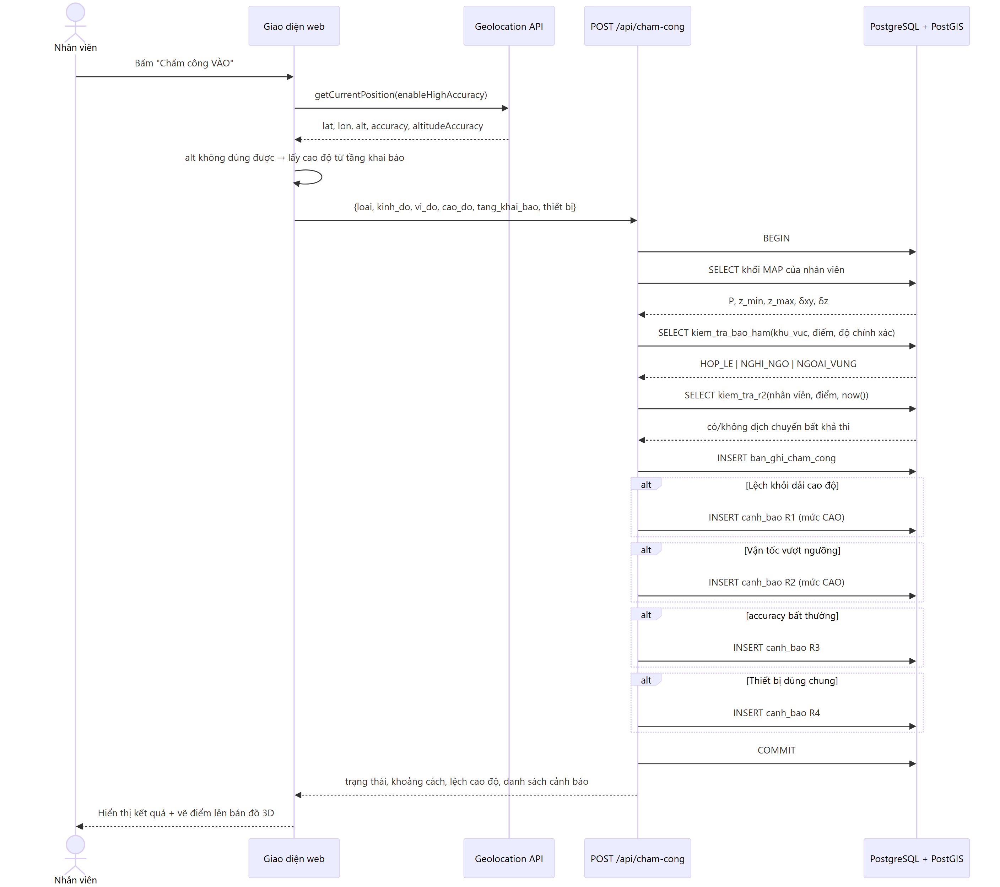 Nhân viên
Giao diện web
Geolocation API
POST /api/cham-cong
PostgreSQL + PostGIS
Bấm "Chấm công VÀO"
getCurrentPosition(enableHighAccuracy)
lat, lon, alt, accuracy, altitudeAccuracy
alt không dùng được → lấy cao độ từ tầng khai báo
{loai, kinh_do, vi_do, cao_do, tang_khai_bao, thiết bị}
BEGIN
SELECT khối MAP của nhân viên
P, z_min, z_max, δxy, δz
SELECT kiem_tra_bao_ham(khu_vuc, điểm, độ chính xác)
HOP_LE | NGHI_NGO | NGOAI_VUNG
SELECT kiem_tra_r2(nhân viên, điểm, now())
có/không dịch chuyển bất khả thi
INSERT ban_ghi_cham_cong
alt
[Lệch khỏi dải cao độ]
INSERT canh_bao R1 (mức CAO)
alt
[Vận tốc vượt ngưỡng]
INSERT canh_bao R2 (mức CAO)
alt
[accuracy bất thường]
INSERT canh_bao R3
alt
[Thiết bị dùng chung]
INSERT canh_bao R4
COMMIT
trạng thái, khoảng cách, lệch cao độ, danh sách cảnh báo
Hiển thị kết quả + vẽ điểm lên bản đồ 3D
Nhân viên
Giao diện web
Geolocation API
POST /api/cham-cong
PostgreSQL + PostGIS